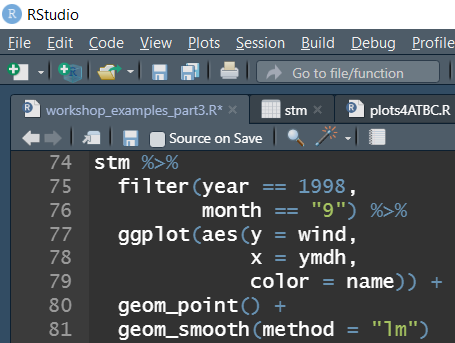 RStudio
File Edit Code View Plots Session Build Debug Profile
Go to file/function
workshop_examples_part3.R* × stm × plots4ATBC.R
Source on Save
74 stm %>%
75   filter(year == 1998,
76          month == "9") %>%
77   ggplot(aes(y = wind,
78              x = ymdh,
79              color = name)) +
80   geom_point() +
81   geom_smooth(method = "lm")